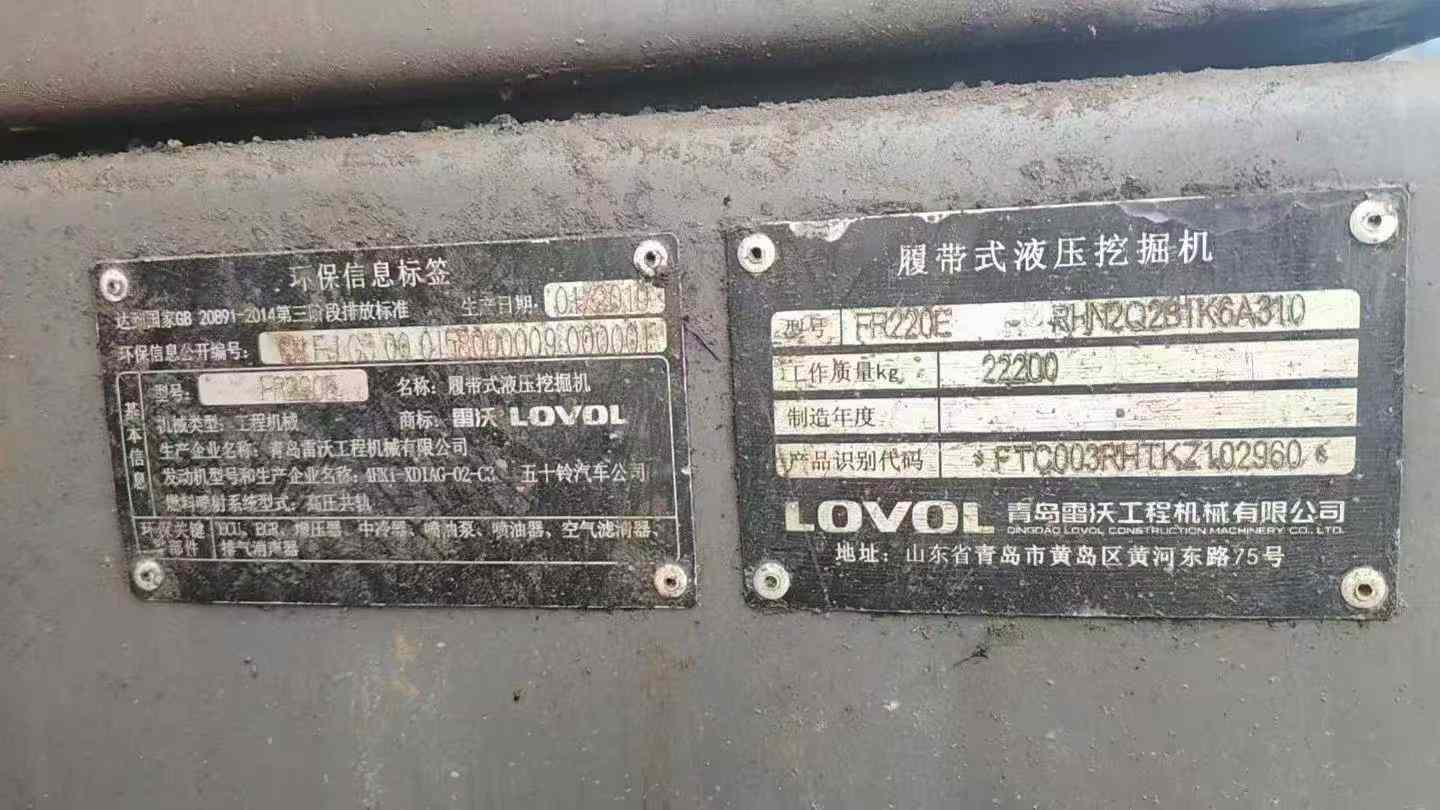 环保信息标签
达到国家GB 20891-2014第三阶段排放标准 生产日期:
环保信息公开编号:
基本信息
型号:
名称: 履带式液压挖掘机
机械类型: 工程机械
商标: 雷沃 LOVOL
生产企业名称: 青岛雷沃工程机械有限公司
发动机型号和生产企业名称: 4HK1-XDIAG-02-C3 五十铃汽车公司
燃料喷射系统型式: 高压共轨
环保关键 ECU、EGR、增压器、中冷器、喷油泵、喷油器、空气滤清器、
部件 排气消声器
履带式液压挖掘机
型号 FR220E - RHN2Q2B1K6A310
工作质量kg 22200
制造年度
产品识别代码 *FTC003RHTKZ102960*
LOVOL 青岛雷沃工程机械有限公司
QINGDAO LOVOL CONSTRUCTION MACHINERY CO., LTD.
地址: 山东省青岛市黄岛区黄河东路75号